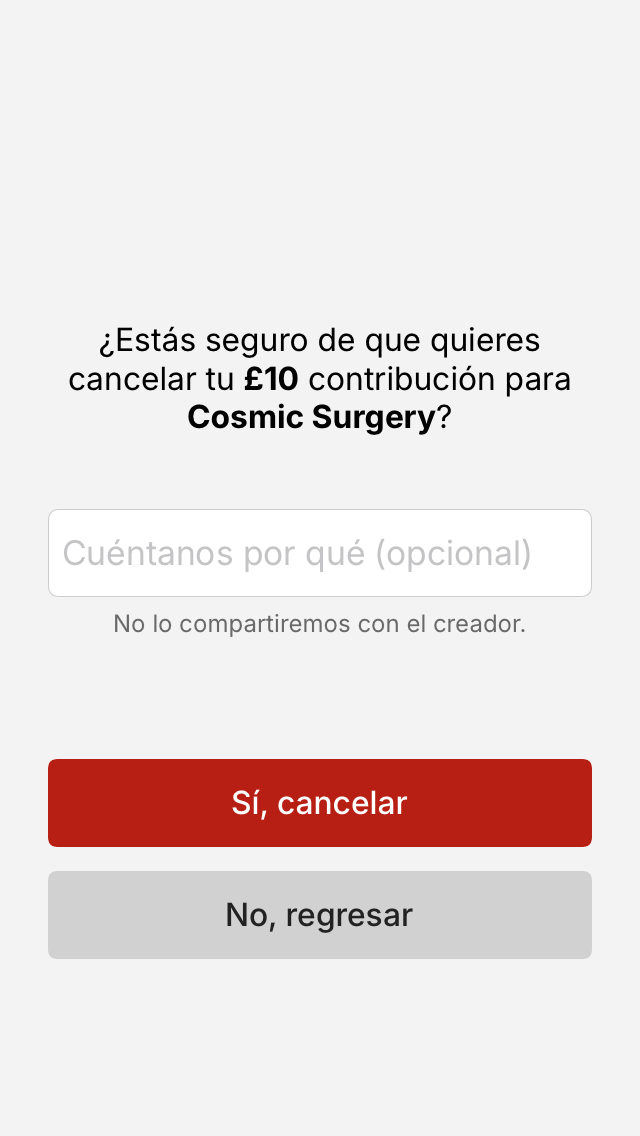 ¿Estás seguro de que quieres
cancelar tu £10 contribución para
Cosmic Surgery?
Cuéntanos por qué (opcional)
No lo compartiremos con el creador.
Sí, cancelar
No, regresar